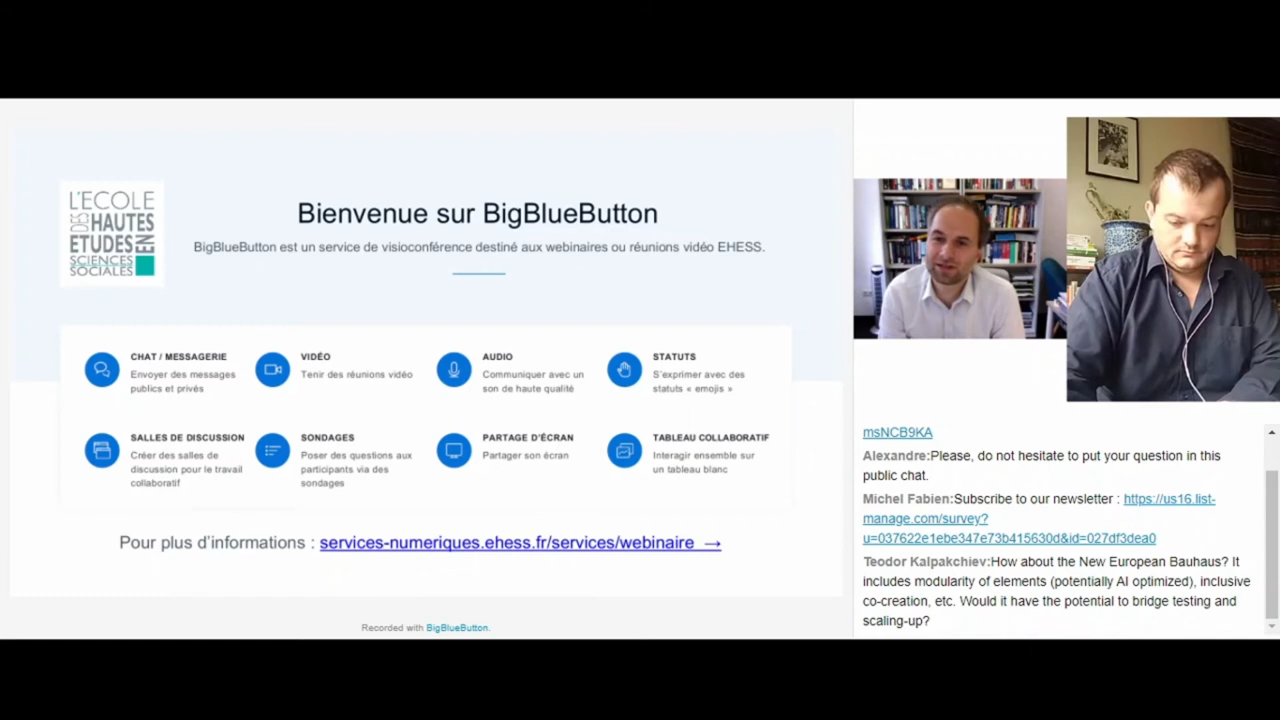 L'ECOLE
DES HAUTES
ETUDES EN
SCIENCES
SOCIALES
Bienvenue sur BigBlueButton
BigBlueButton est un service de visioconférence destiné aux webinaires ou réunions vidéo EHESS.
CHAT / MESSAGERIE
Envoyer des messages
publics et privés
VIDÉO
Tenir des réunions vidéo
AUDIO
Communiquer avec un
son de haute qualité
STATUTS
S'exprimer avec des
statuts « emojis »
SALLES DE DISCUSSION
Créer des salles de
discussion pour le travail
collaboratif
SONDAGES
Poser des questions aux
participants via des
sondages
PARTAGE D'ÉCRAN
Partager son écran
TABLEAU COLLABORATIF
Interagir ensemble sur
un tableau blanc
Pour plus d'informations : services-numeriques.ehess.fr/services/webinaire →
Recorded with BigBlueButton.
msNCB9KA
Alexandre:Please, do not hesitate to put your question in this
public chat.
Michel Fabien:Subscribe to our newsletter : https://us16.list-
manage.com/survey?
u=037622e1ebe347e73b415630d&id=027df3dea0
Teodor Kalpakchiev:How about the New European Bauhaus? It
includes modularity of elements (potentially AI optimized), inclusive
co-creation, etc. Would it have the potential to bridge testing and
scaling-up?